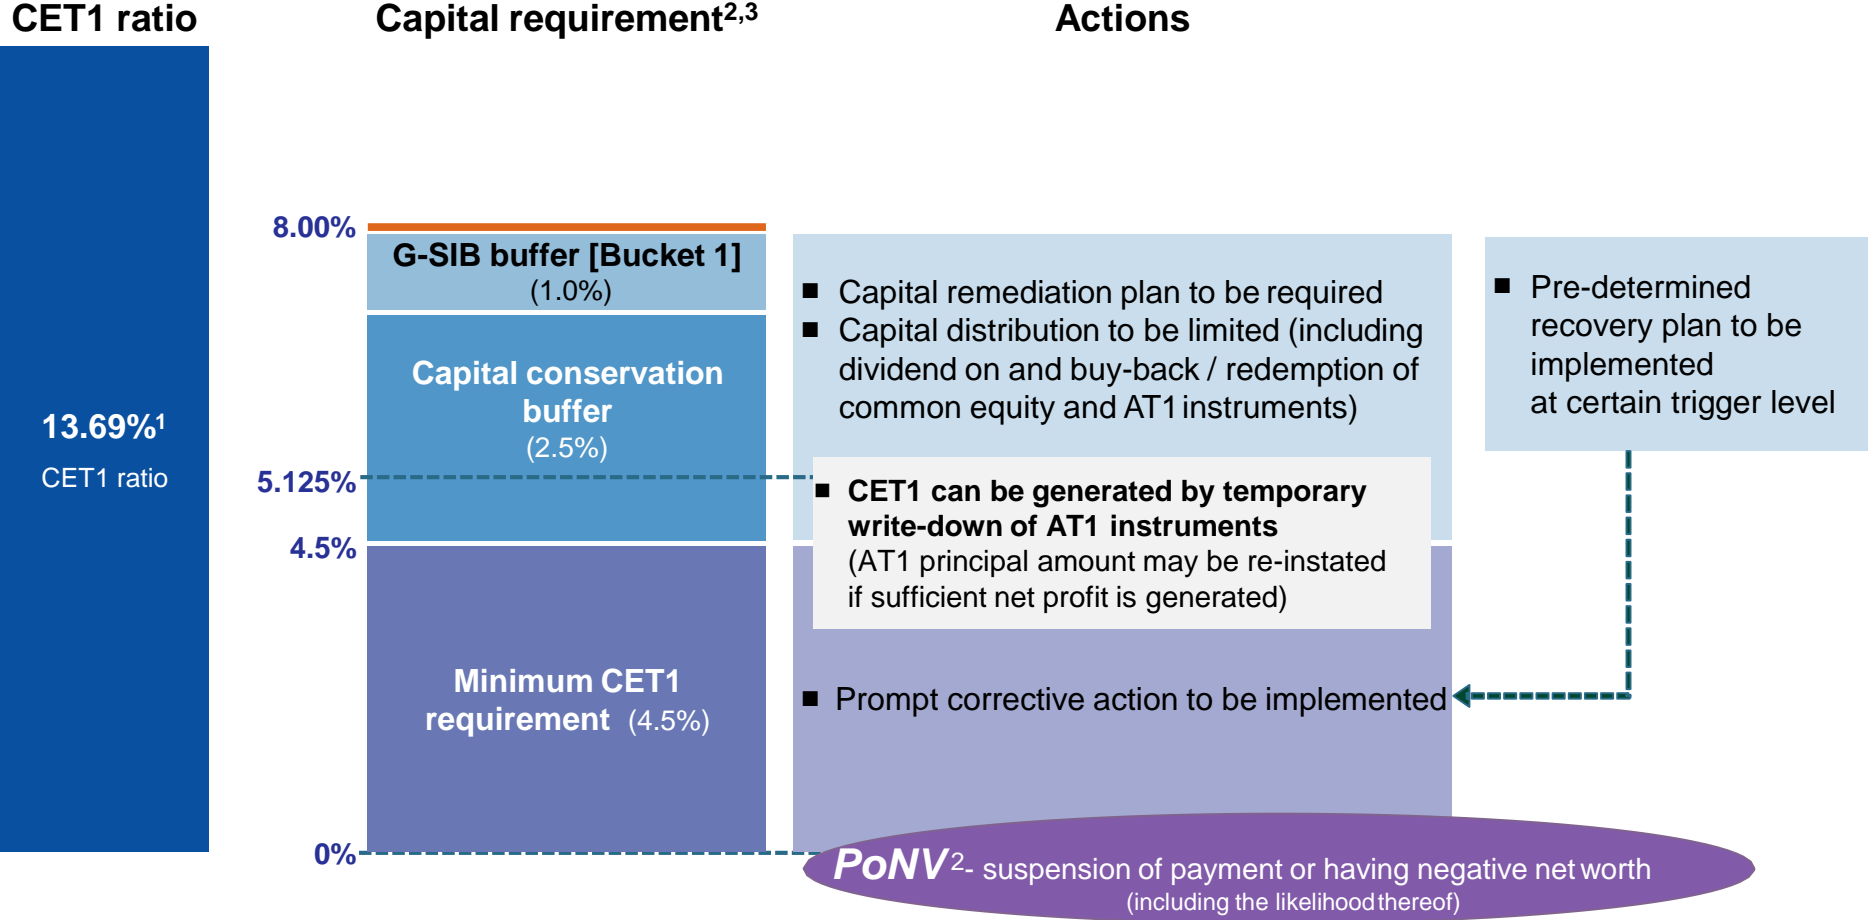 CET1 ratio
Capital requirement2,3
Actions
13.69%1
CET1 ratio
8.00%
5.125%
4.5%
0%
G-SIB buffer [Bucket 1]
(1.0%)
Capital conservation
buffer
(2.5%)
Minimum CET1
requirement (4.5%)
■ Capital remediation plan to be required
■ Capital distribution to be limited (including
dividend on and buy-back / redemption of
common equity and AT1 instruments)
■ CET1 can be generated by temporary
write-down of AT1 instruments
(AT1 principal amount may be re-instated
if sufficient net profit is generated)
■ Prompt corrective action to be implemented
■ Pre-determined
recovery plan to be
implemented
at certain trigger level
PoNV2- suspension of payment or having negative net worth
(including the likelihood thereof)